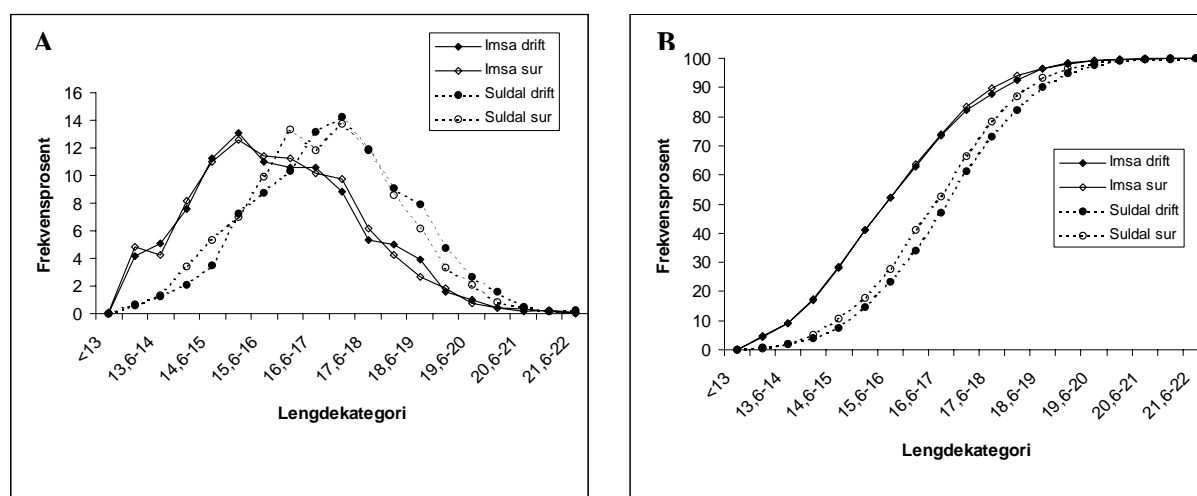 A
Imsa drift
Imsa sur
Suldal drift
Suldal sur
16
14
12
10
8
6
4
2
0
Frekvensprosent
<13
13,6-14
14,6-15
15,6-16
16,6-17
17,6-18
18,6-19
19,6-20
20,6-21
21,6-22
Lengdekategori
B
100
90
80
70
60
50
40
30
20
10
0
Frekvensprosent
Imsa drift
Imsa sur
Suldal drift
Suldal sur
<13
13,6-14
14,6-15
15,6-16
16,6-17
17,6-18
18,6-19
19,6-20
20,6-21
21,6-22
Lengdekategori